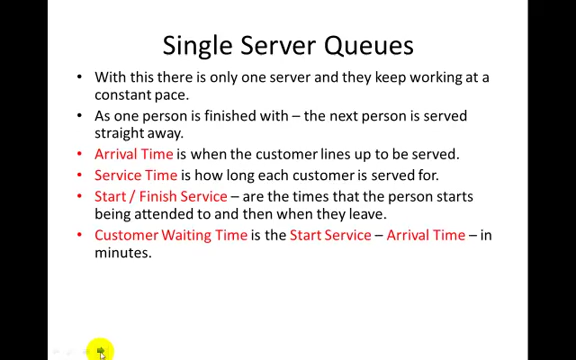 Single Server Queues
• With this there is only one server and they keep working at a
constant pace.
• As one person is finished with – the next person is served
straight away.
• Arrival Time is when the customer lines up to be served.
• Service Time is how long each customer is served for.
• Start / Finish Service – are the times that the person starts
being attended to and then when they leave.
• Customer Waiting Time is the Start Service – Arrival Time – in
minutes.